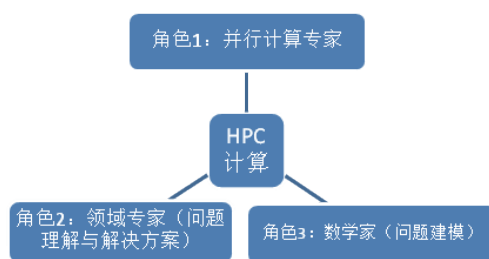 角色1：并行计算专家
HPC
计算
角色2：领域专家（问题
理解与解决方案）
角色3：数学家（问题建模）